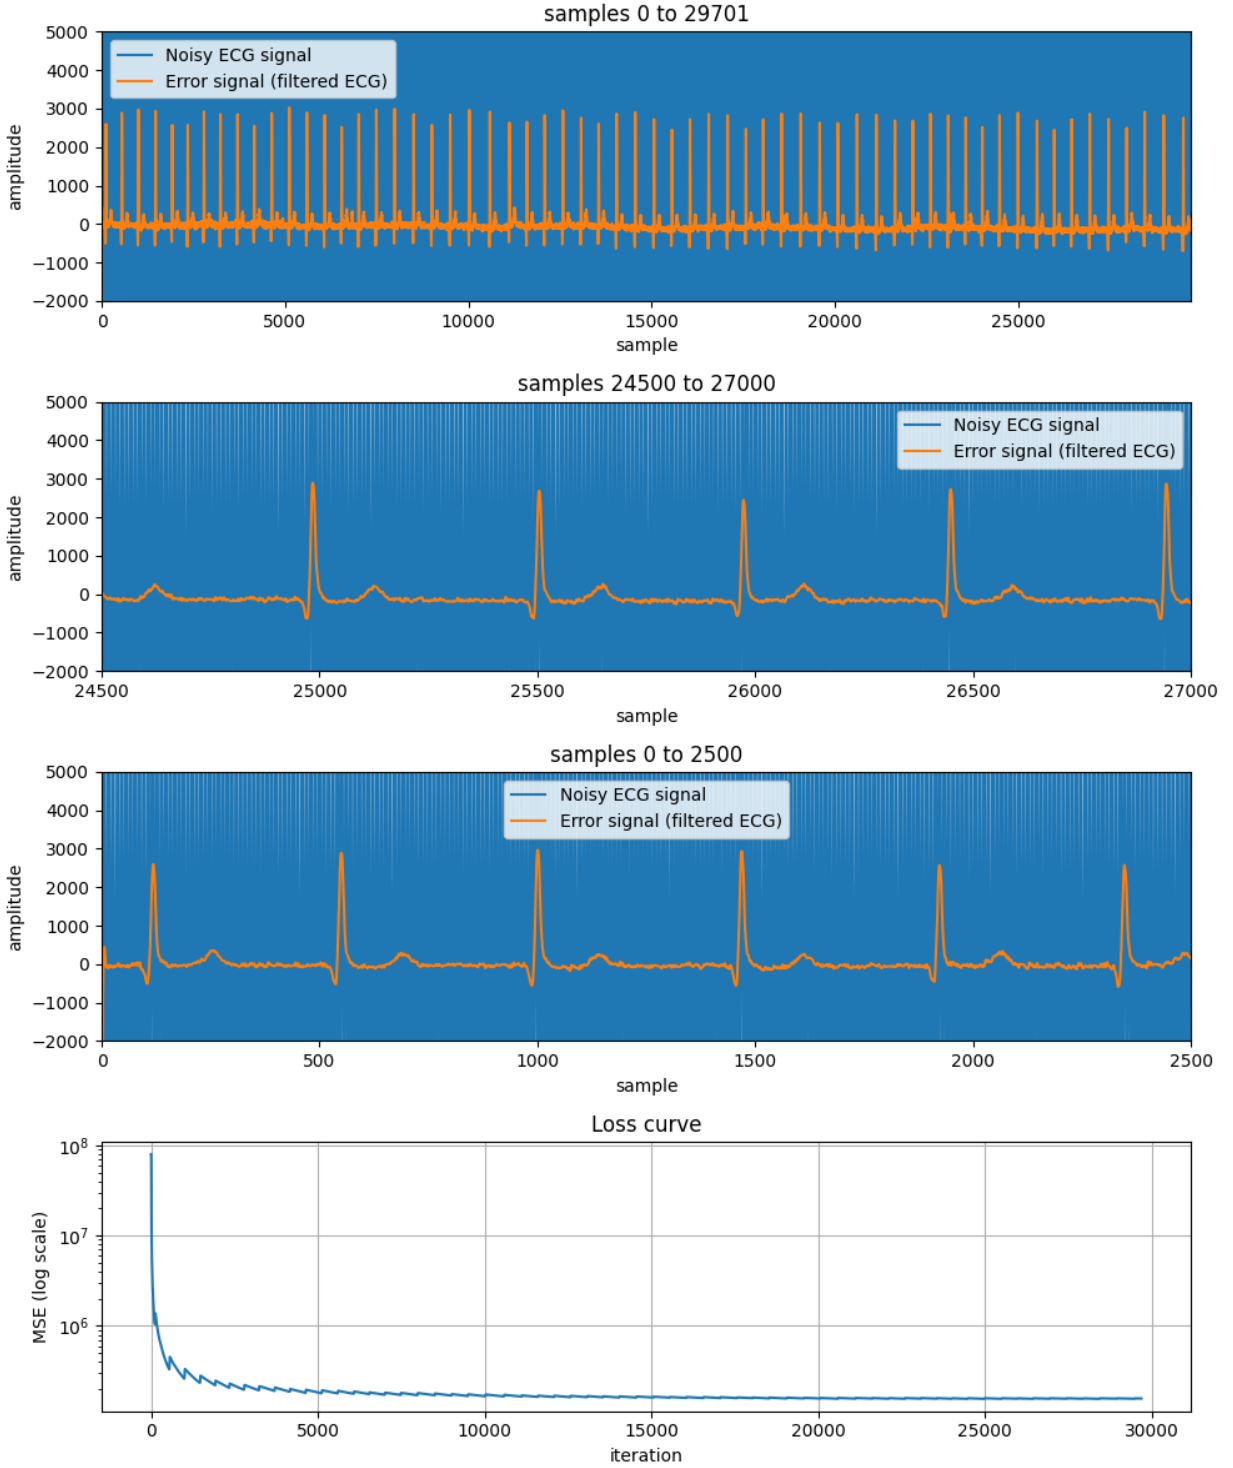 samples 0 to 29701
5000
4000
3000
2000
1000
0
−1000
−2000
amplitude
Noisy ECG signal
Error signal (filtered ECG)
0
5000
10000
15000
20000
25000
sample
samples 24500 to 27000
5000
4000
3000
2000
1000
0
−1000
−2000
amplitude
Noisy ECG signal
Error signal (filtered ECG)
24500
25000
25500
26000
26500
27000
sample
samples 0 to 2500
5000
4000
3000
2000
1000
0
−1000
−2000
amplitude
Noisy ECG signal
Error signal (filtered ECG)
0
500
1000
1500
2000
2500
sample
Loss curve
10⁸
10⁷
10⁶
MSE (log scale)
0
5000
10000
15000
20000
25000
30000
iteration